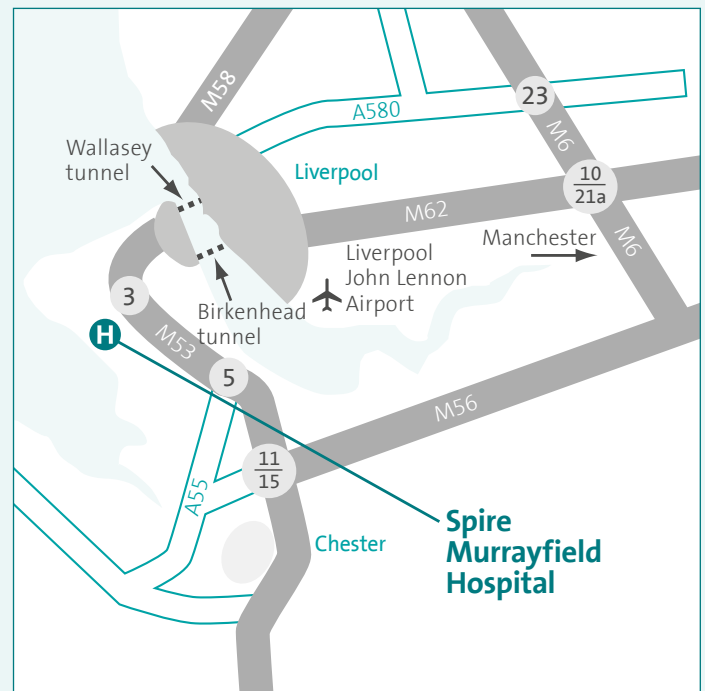 M58
23
A580
M6
Wallasey
tunnel
Liverpool
10
21a
M62
Manchester
M6
Liverpool
John Lennon
Airport
3
Birkenhead
tunnel
H
M53
5
M56
11
15
A55
Spire
Murrayfield
Hospital
Chester